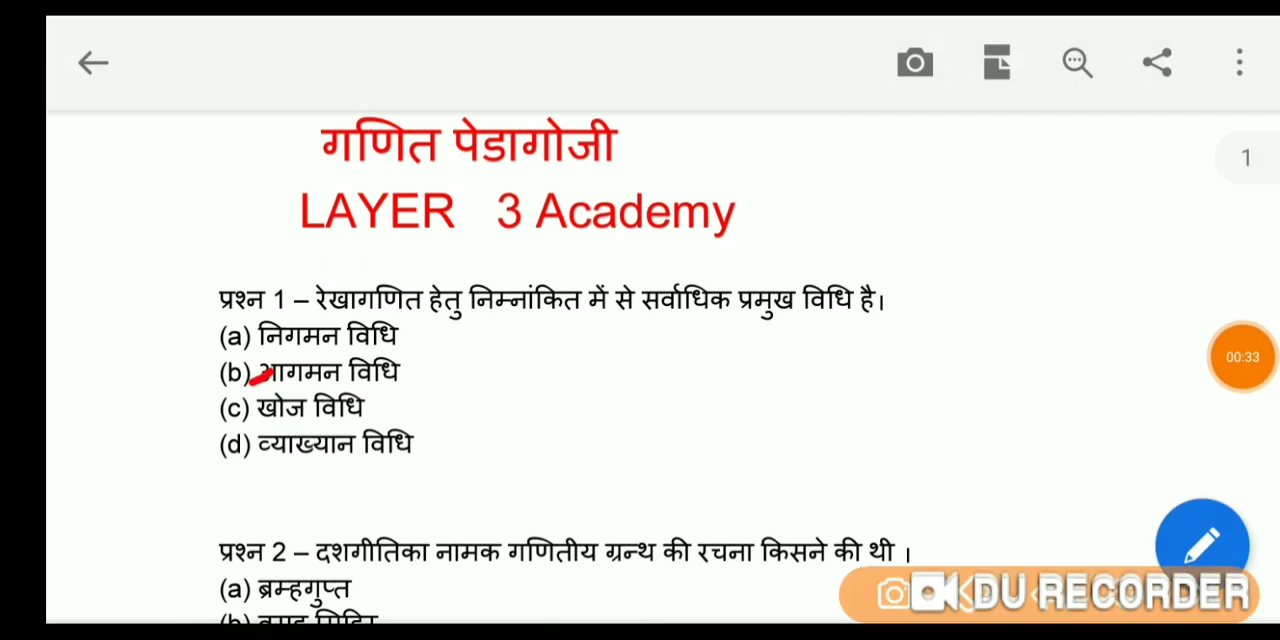 गणित पेडागोजी
LAYER 3 Academy
1
प्रश्न 1 – रेखागणित हेतु निम्नांकित में से सर्वाधिक प्रमुख विधि है।
(a) निगमन विधि
(b) आगमन विधि
00:33
(c) खोज विधि
(d) व्याख्यान विधि
प्रश्न 2 – दशगीतिका नामक गणितीय ग्रन्थ की रचना किसने की थी ।
(a) ब्रम्हगुप्त
DU RECORDER